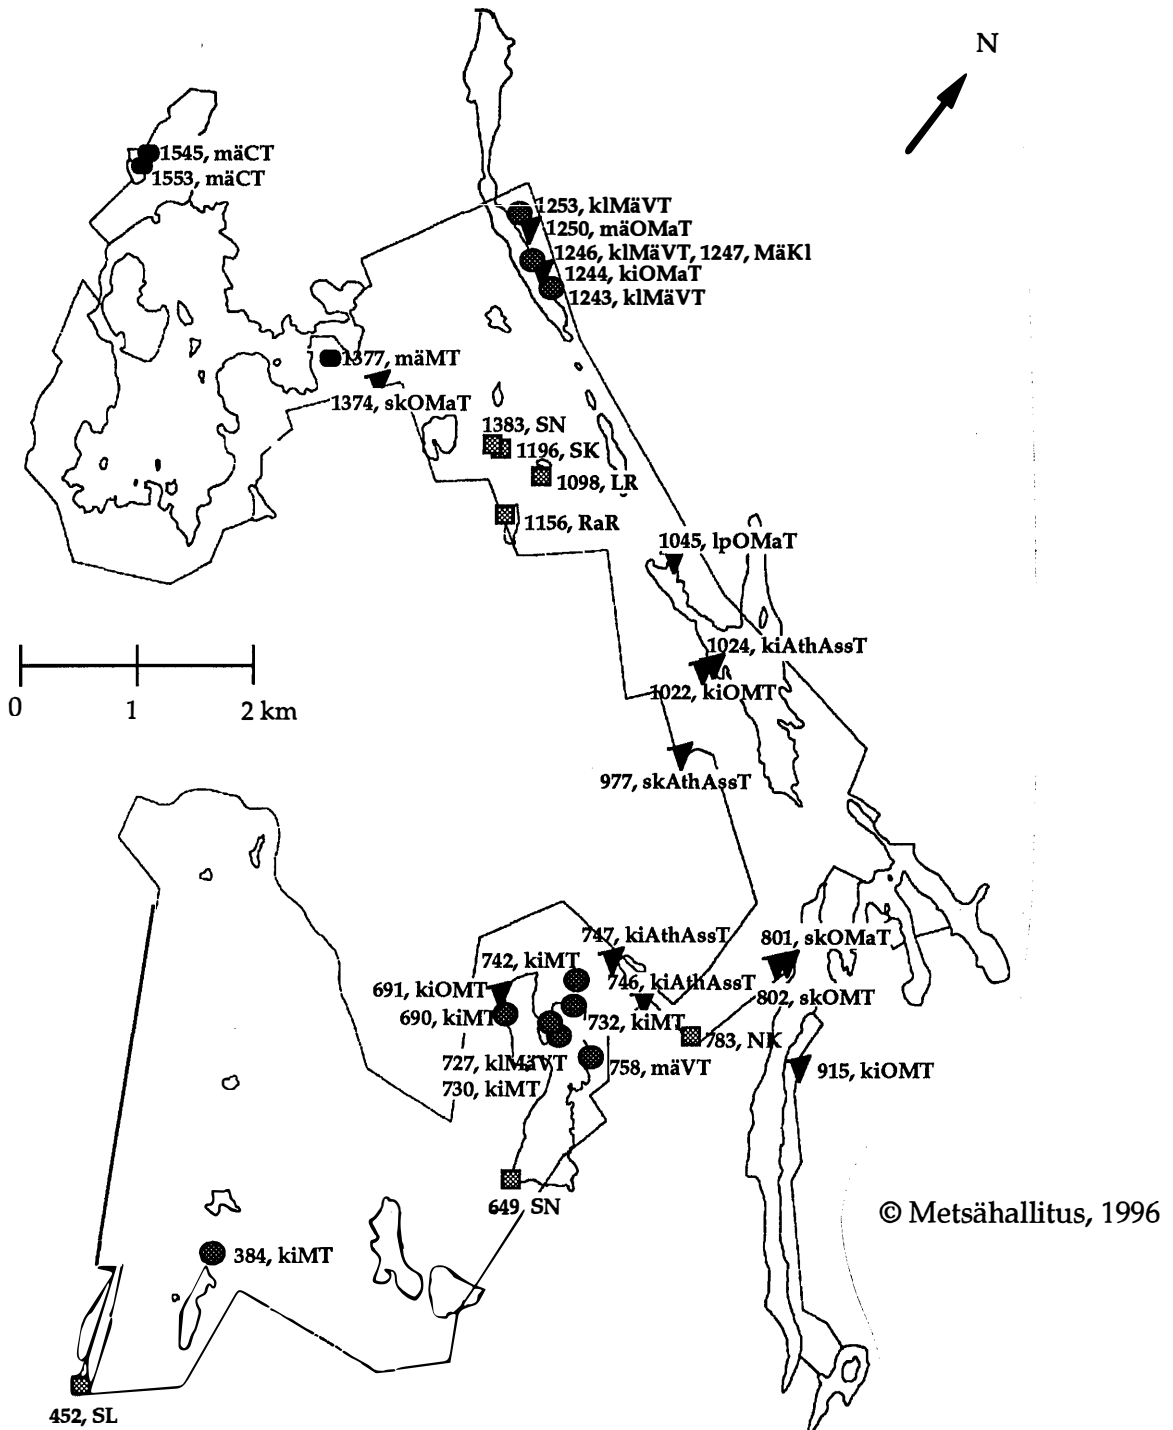 N
1545, mäCT
1553, mäCT
1253, klMäVT
1250, mäOMaT
1246, klMäVT, 1247, MäKl
1244, kiOMaT
1243, klMäVT
1377, mäMT
1374, skOMaT
1383, SN
1196, SK
1098, LR
1156, RaR
1045, lpOMaT
1024, kiAthAssT
1022, kiOMT
0 1 2 km
977, skAthAssT
747, kiAthAssT
801, skOMaT
742, kiMT
746, kiAthAssT
691, kiOMT
802, skOMT
690, kiMT
732, kiMT
783, NK
727, klMäVT
758, mäVT
915, kiOMT
730, kiMT
649, SN
© Metsähallitus, 1996
384, kiMT
452, SL